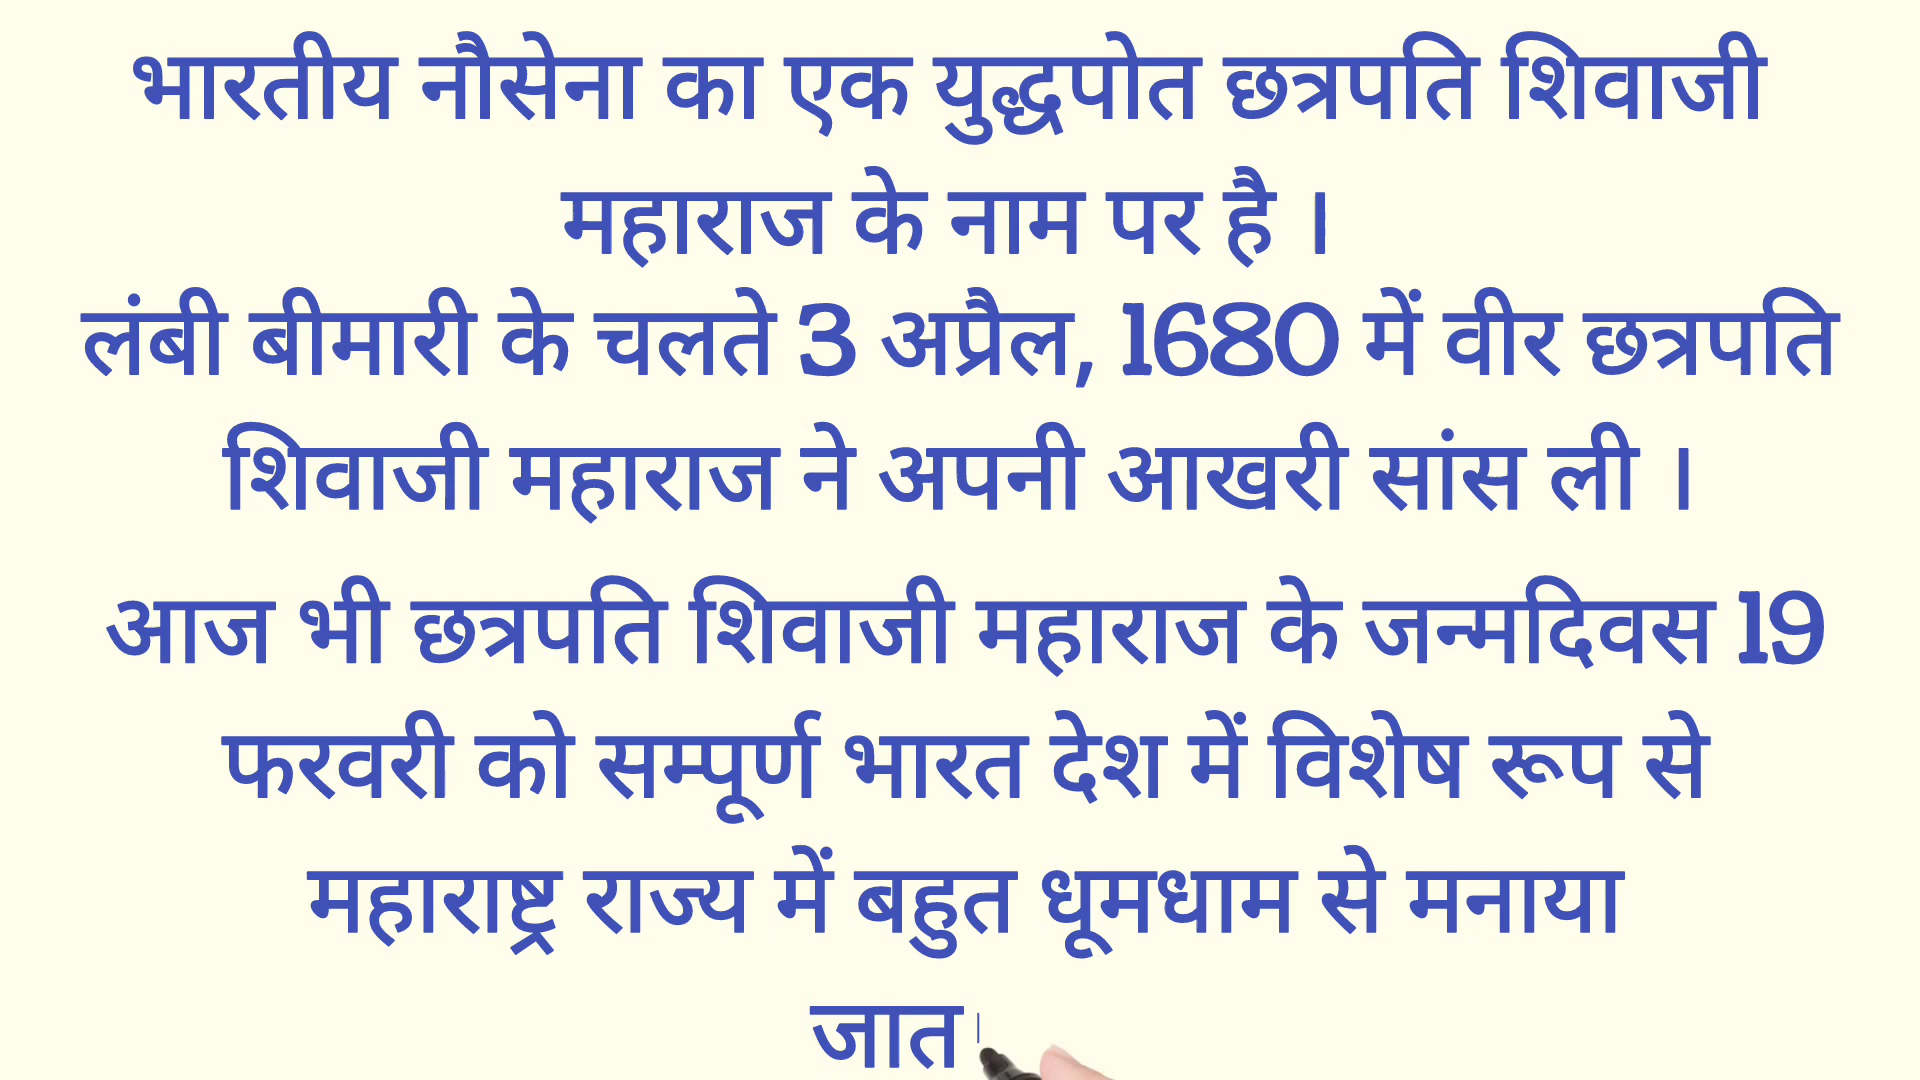 भारतीय नौसेना का एक युद्धपोत छत्रपति शिवाजी
महाराज के नाम पर है ।
लंबी बीमारी के चलते 3 अप्रैल, 1680 में वीर छत्रपति
शिवाजी महाराज ने अपनी आखरी सांस ली ।
आज भी छत्रपति शिवाजी महाराज के जन्मदिवस 19
फरवरी को सम्पूर्ण भारत देश में विशेष रूप से
महाराष्ट्र राज्य में बहुत धूमधाम से मनाया
जात